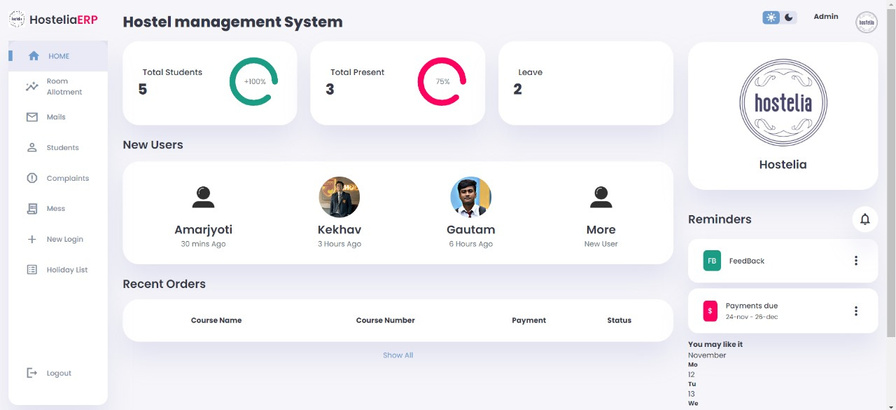 HosteliaERP
HOME
Room
Allotment
Mails
Students
Complaints
Mess
New Login
Holiday List
Logout
Hostel management System
Total Students
5
+100%
Total Present
3
75%
Leave
2
New Users
Amarjyoti
30 mins Ago
Kekhav
3 Hours Ago
Gautam
6 Hours Ago
More
New User
Recent Orders
Course Name Course Number Payment Status
Show All
Admin
hostelia
Hostelia
Reminders
FB FeedBack
$ Payments due
24-nov - 26-dec
You may like it
November
Mo
12
Tu
13
We